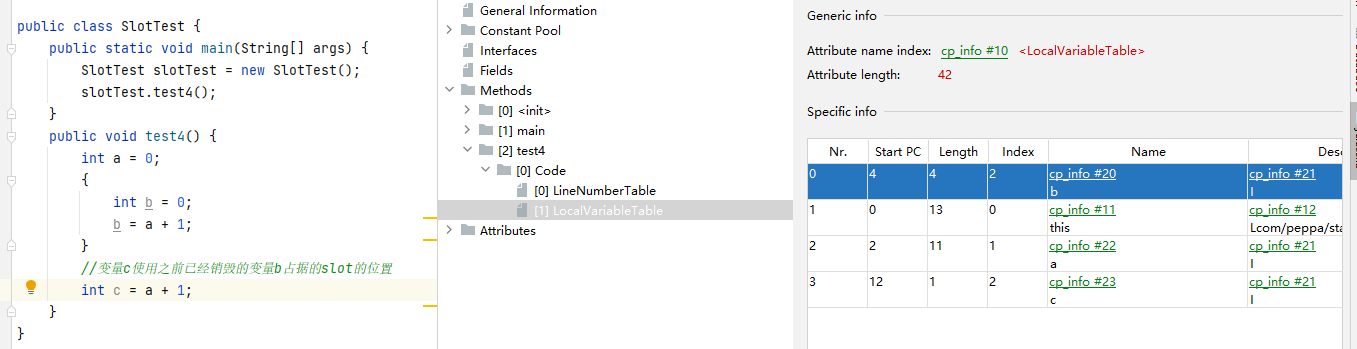 public class SlotTest {
public static void main(String[] args) {
SlotTest slotTest = new SlotTest();
slotTest.test4();
}
public void test4() {
int a = 0;
{
int b = 0;
b = a + 1;
}
//变量c使用之前已经销毁的变量b占据的slot的位置
int c = a + 1;
}
}
General Information
Constant Pool
Interfaces
Fields
Methods
[0] <init>
[1] main
[2] test4
[0] Code
[0] LineNumberTable
[1] LocalVariableTable
Attributes
Generic info
Attribute name index: cp_info #10 <LocalVariableTable>
Attribute length: 42
Specific info
Nr. Start PC Length Index Name Desc
0 4 4 2 cp_info #20 cp_info #21
b I
1 0 13 0 cp_info #11 cp_info #12
this Lcom/peppa/sta
2 2 11 1 cp_info #22 cp_info #21
a I
3 12 1 2 cp_info #23 cp_info #21
c I